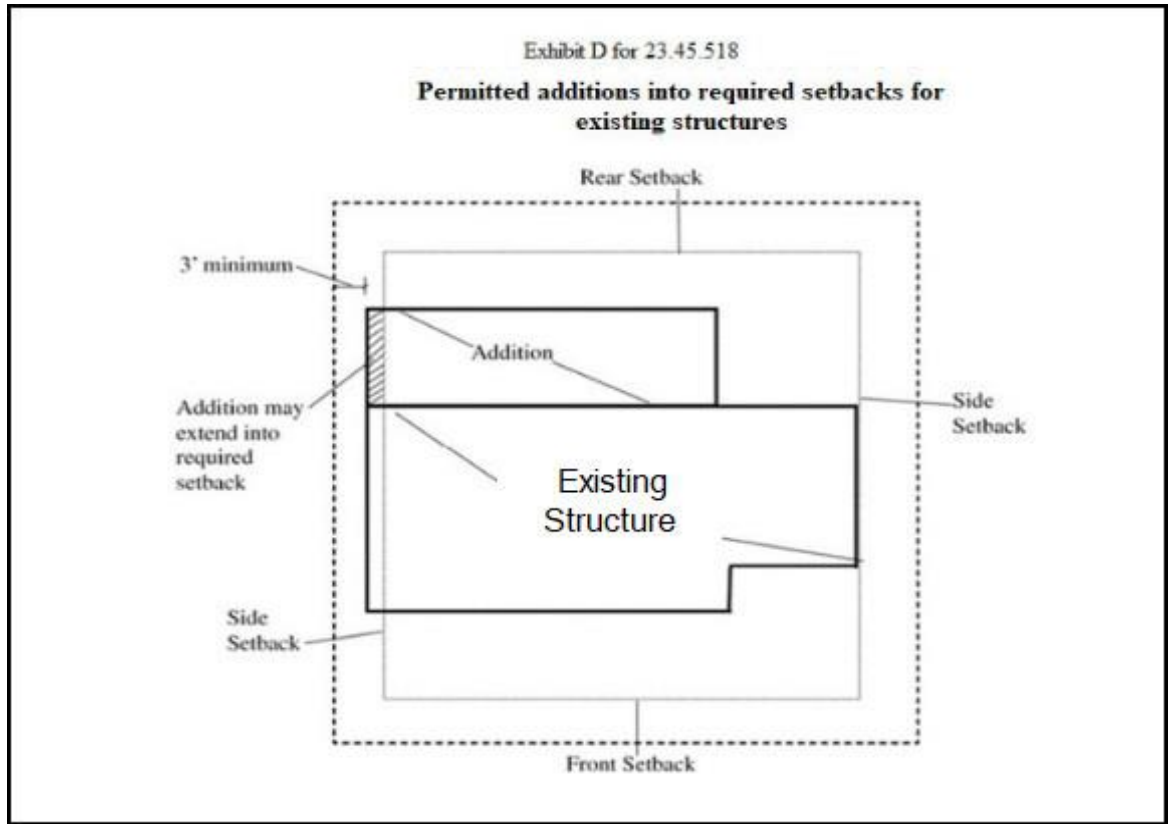 Exhibit D for 23.45.518
Permitted additions into required setbacks for
existing structures
Rear Setback
3' minimum
Addition
Addition may
extend into
required
setback
Side
Setback
Existing
Structure
Side
Setback
Front Setback